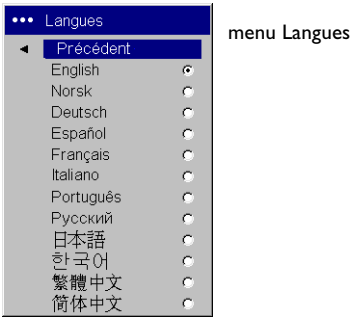 ••• Langues
◄ Précédent
English
Norsk
Deutsch
Español
Français
Italiano
Português
Русский
日本語
한국어
繁體中文
简体中文
menu Langues